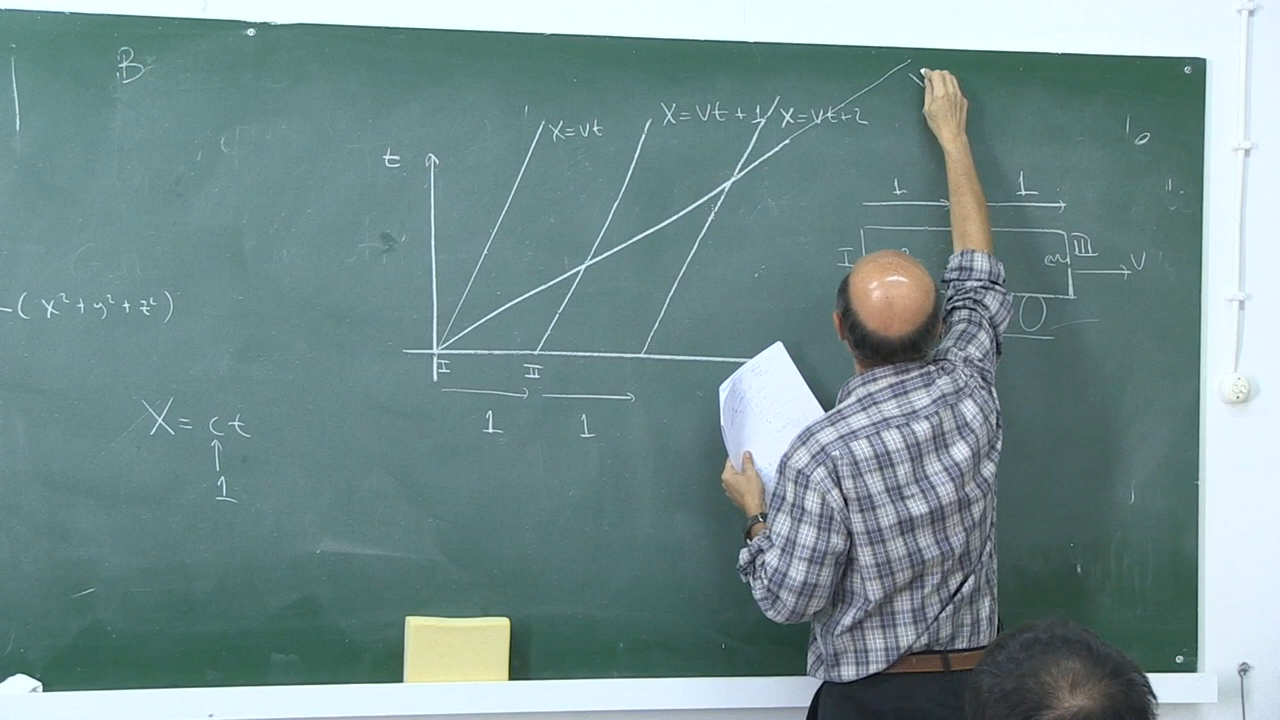 B
t
X=vt
X=vt+1
X=vt+2
1 1
I
III
V
-(x²+y²+z²)
I II
1 1
X=ct
1